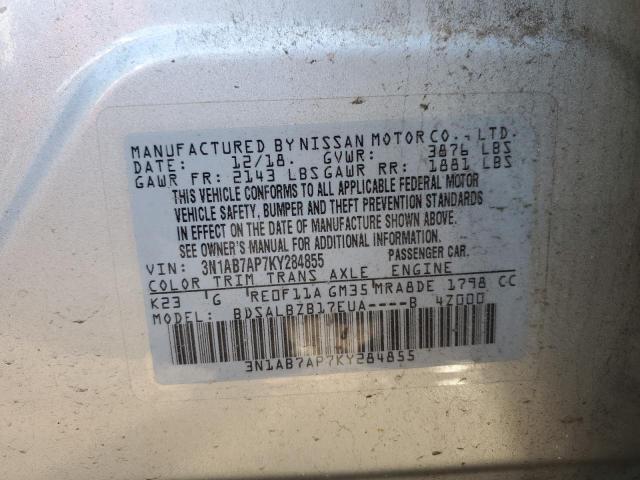 MANUFACTURED BY NISSAN MOTOR CO., LTD.
DATE: 12/18. GVWR: 3876 LBS
GAWR FR: 2143 LBS GAWR RR: 1881 LBS
THIS VEHICLE CONFORMS TO ALL APPLICABLE FEDERAL MOTOR
VEHICLE SAFETY, BUMPER AND THEFT PREVENTION STANDARDS
IN EFFECT ON THE DATE OF MANUFACTURE SHOWN ABOVE.
SEE OWNER'S MANUAL FOR ADDITIONAL INFORMATION.
VIN: 3N1AB7AP7KY284855 PASSENGER CAR.
COLOR TRIM TRANS AXLE ENGINE
K23 G RE0F11A GM35 MRA8DE 1798 CC
MODEL: BDSALBZB17EUA----B 4Z000
3N1AB7AP7KY284855